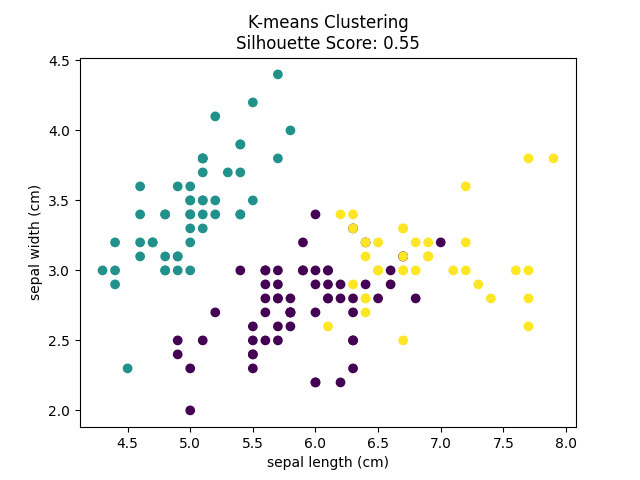 K-means Clustering
Silhouette Score: 0.55
4.5
4.0
3.5
3.0
2.5
2.0
sepal width (cm)
4.5 5.0 5.5 6.0 6.5 7.0 7.5 8.0
sepal length (cm)